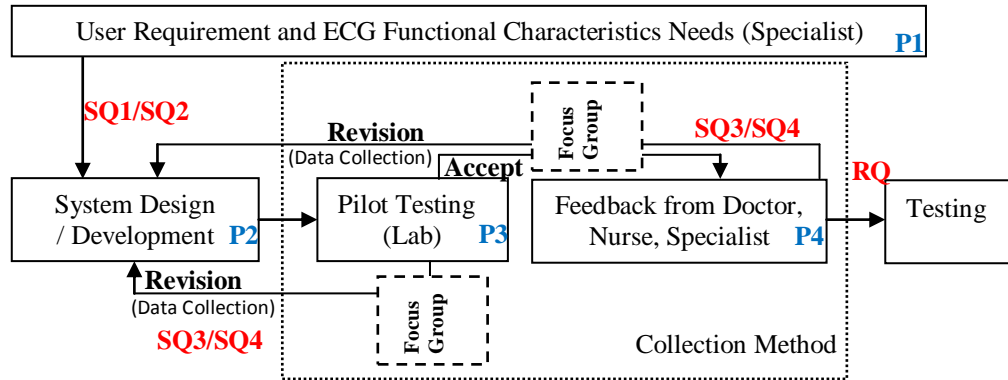 User Requirement and ECG Functional Characteristics Needs (Specialist)
P1
SQ1/SQ2
Revision
(Data Collection)
Focus
Group
SQ3/SQ4
Accept
RQ
System Design
/ Development
P2
Pilot Testing
(Lab)
P3
Feedback from Doctor,
Nurse, Specialist
P4
Testing
Revision
(Data Collection)
SQ3/SQ4
Focus
Group
Collection Method